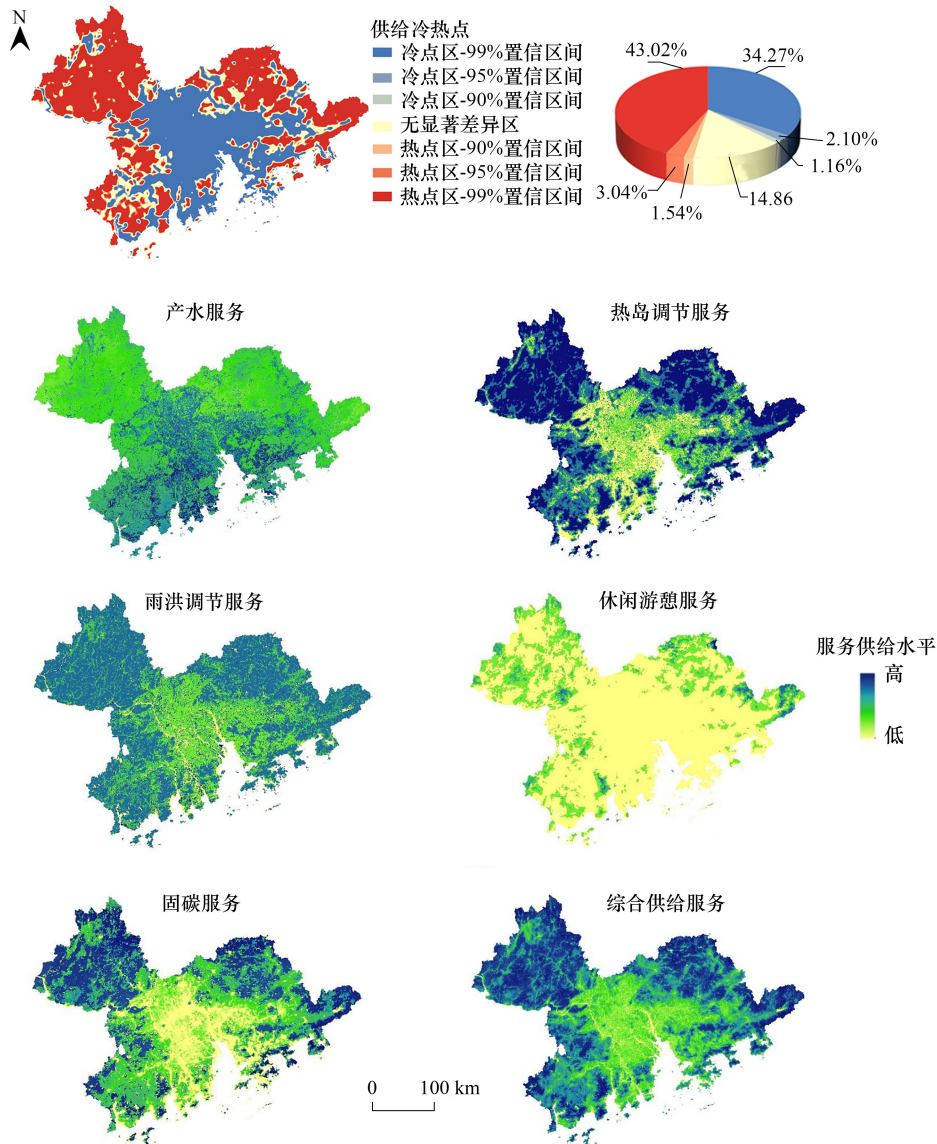 N
供给冷热点
冷点区-99%置信区间
冷点区-95%置信区间
冷点区-90%置信区间
无显著差异区
热点区-90%置信区间
热点区-95%置信区间
热点区-99%置信区间
43.02%
34.27%
2.10%
1.16%
14.86
1.54%
3.04%
产水服务
热岛调节服务
雨洪调节服务
休闲游憩服务
服务供给水平
高
低
固碳服务
综合供给服务
0 100 km